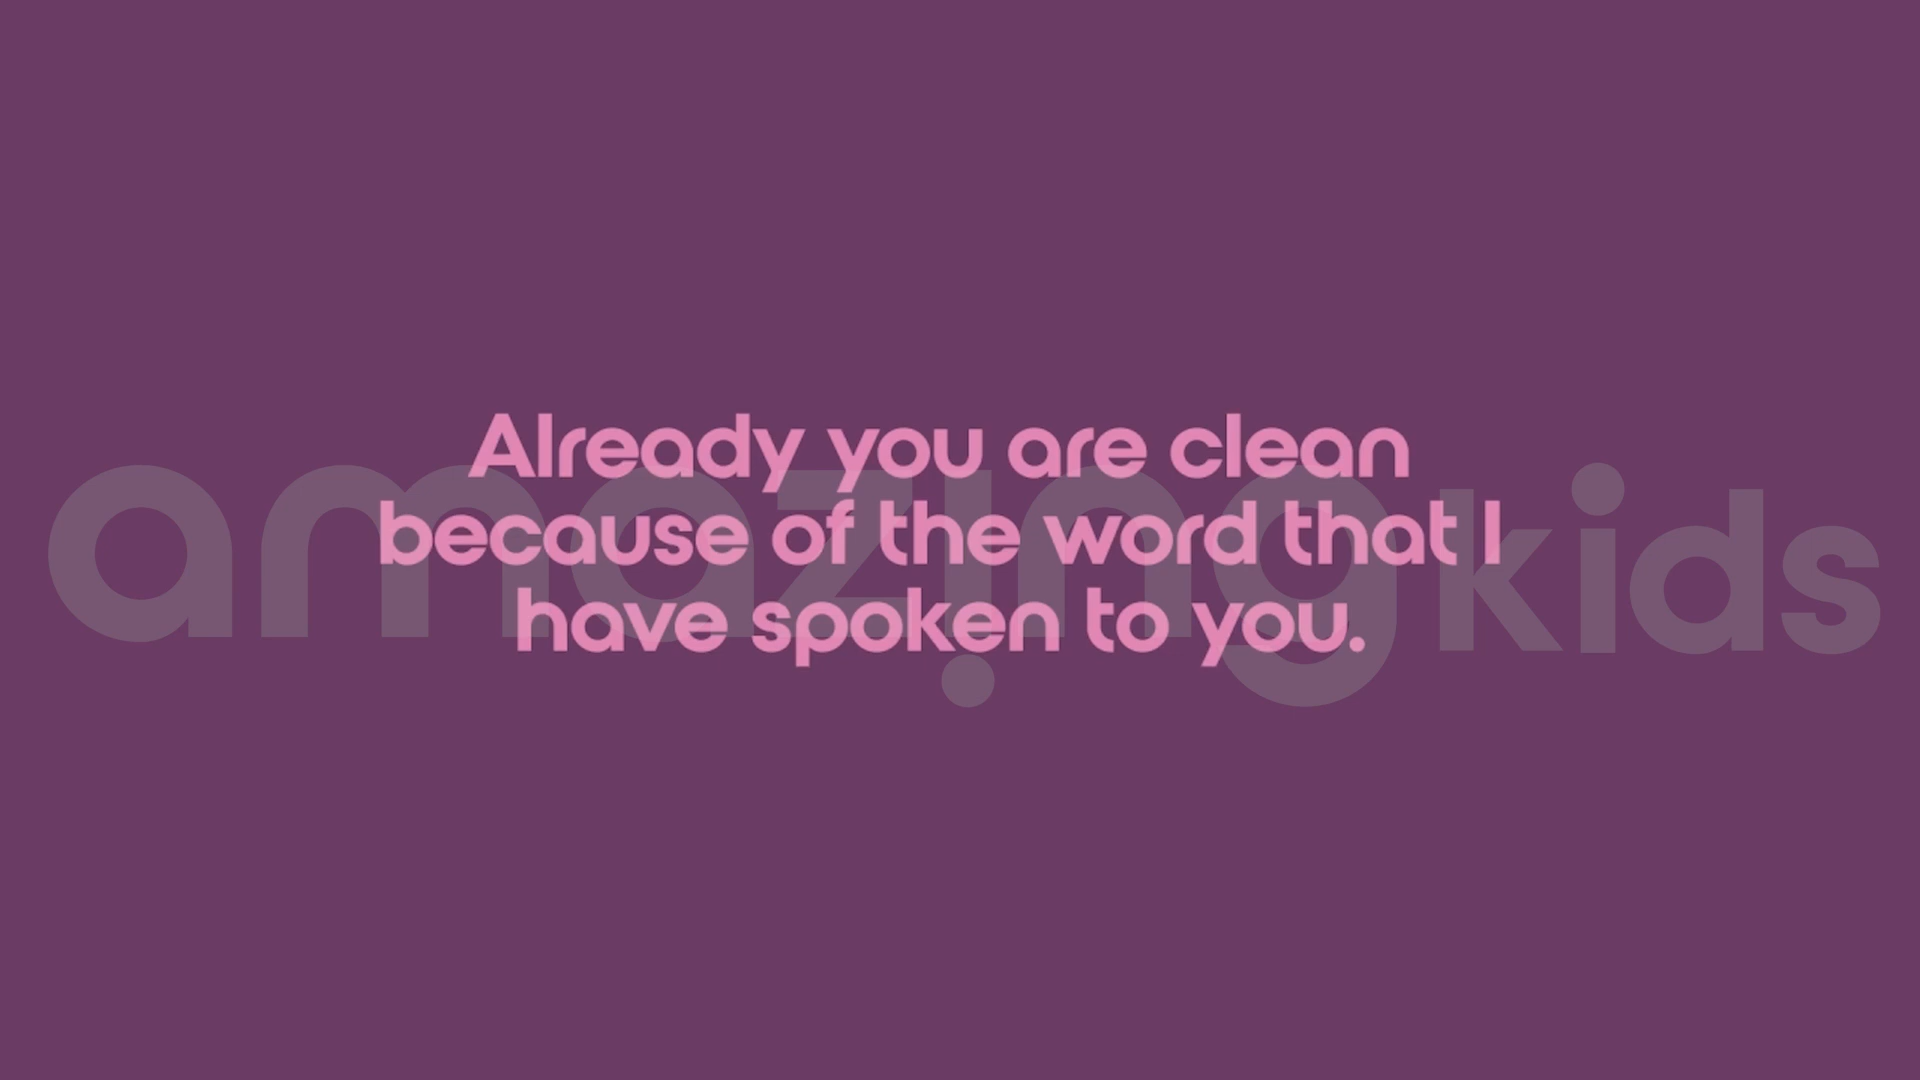 Already you are clean
because of the word that I
have spoken to you.
amazing kids